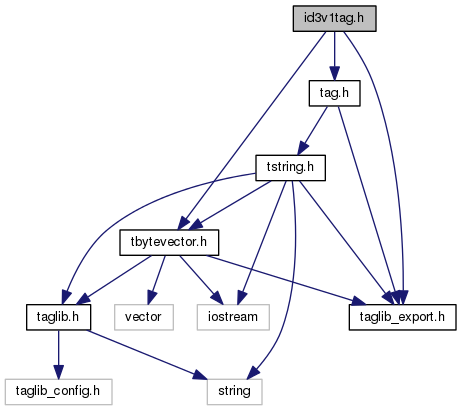 id3v1tag.h
tag.h
tstring.h
tbytevector.h
taglib.h
vector
iostream
taglib_export.h
taglib_config.h
string